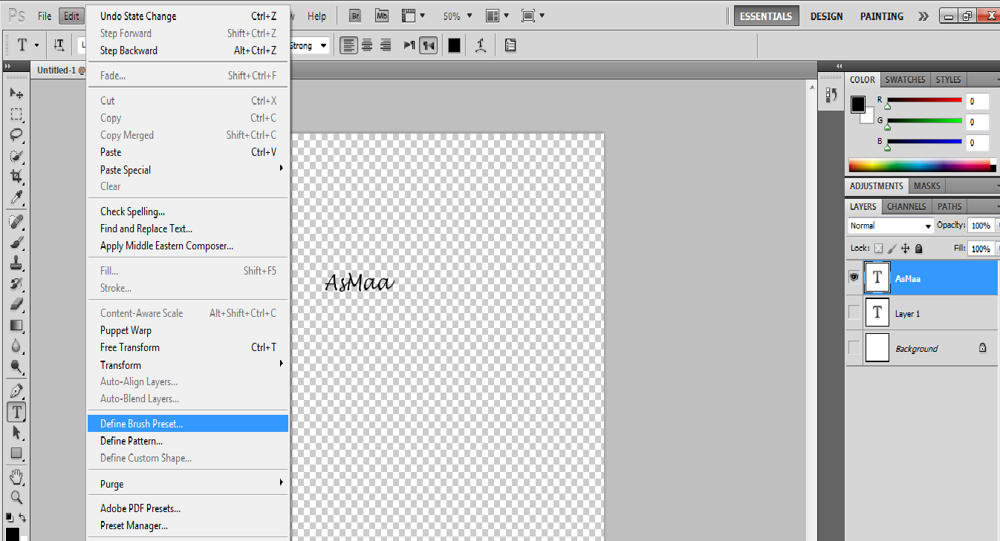 Ps File Edit Help Br Mb 50% ESSENTIALS DESIGN PAINTING
T Strong
Untitled-1 @
Undo State Change Ctrl+Z
Step Forward Shift+Ctrl+Z
Step Backward Alt+Ctrl+Z
Fade... Shift+Ctrl+F
Cut Ctrl+X
Copy Ctrl+C
Copy Merged Shift+Ctrl+C
Paste Ctrl+V
Paste Special
Clear
Check Spelling...
Find and Replace Text...
Apply Middle Eastern Composer...
Fill... Shift+F5
Stroke...
Content-Aware Scale Alt+Shift+Ctrl+C
Puppet Warp
Free Transform Ctrl+T
Transform
Auto-Align Layers...
Auto-Blend Layers...
Define Brush Preset...
Define Pattern...
Define Custom Shape...
Purge
Adobe PDF Presets...
Preset Manager...
AsMaa
COLOR SWATCHES STYLES
R 0
G 0
B 0
ADJUSTMENTS MASKS
LAYERS CHANNELS PATHS
Normal Opacity: 100%
Lock: Fill: 100%
T AsMaa
T Layer 1
Background